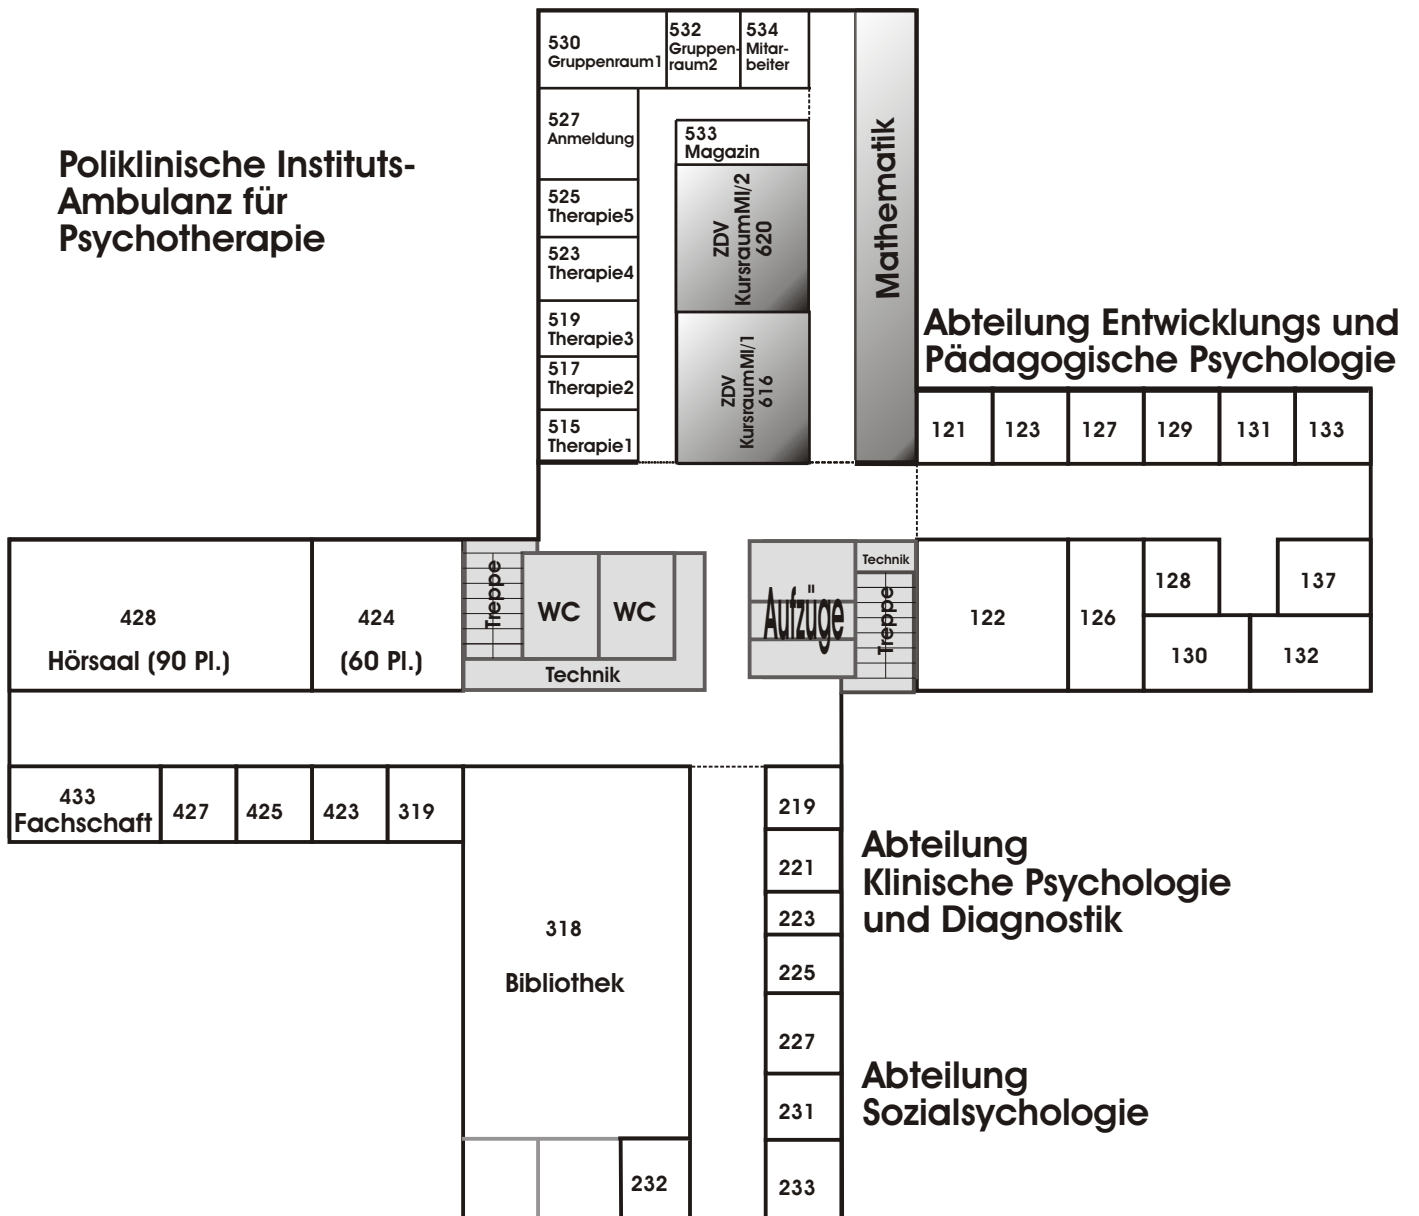 530
Gruppenraum1
532
Gruppen-
raum2
534
Mitar-
beiter
527
Anmeldung
533
Magazin
Poliklinische Instituts-
Ambulanz für
Psychotherapie
525
Therapie5
523
Therapie4
519
Therapie3
517
Therapie2
515
Therapie1
ZDV
KursraumMI/2
620
ZDV
KursraumMI/1
616
Mathematik
Abteilung Entwicklungs und
Pädagogische Psychologie
121
123
127
129
131
133
428
Hörsaal (90 Pl.)
424
(60 Pl.)
Treppe
WC
WC
Technik
Aufzüge
Technik
Treppe
122
126
128
137
130
132
433
Fachschaft
427
425
423
319
318
Bibliothek
219
221
223
225
227
231
233
232
Abteilung
Klinische Psychologie
und Diagnostik
Abteilung
Sozialsychologie